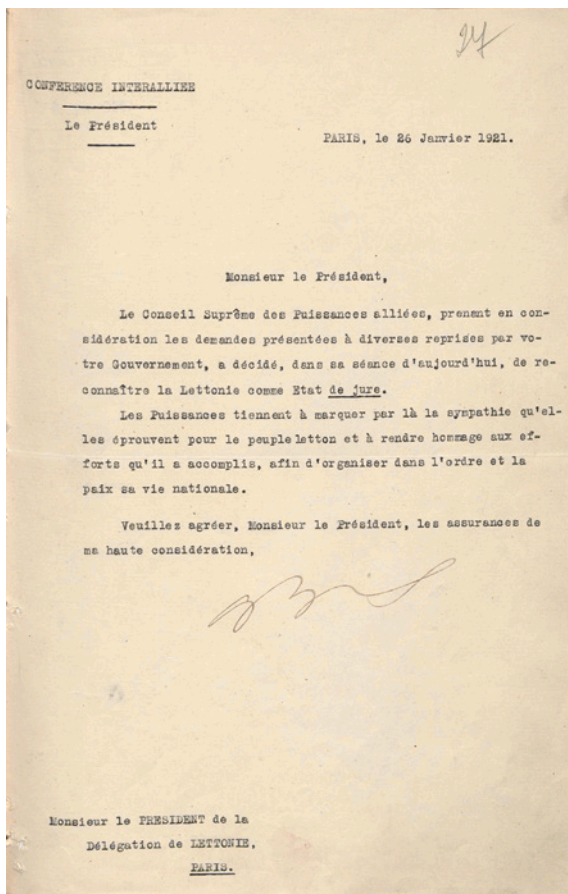 27
CONFERENCE INTERALLIEE
Le Président
PARIS, le 26 Janvier 1921.
Monsieur le Président,
Le Conseil Suprême des Puissances alliées, prenant en con-
sidération les demandes présentées à diverses reprises par vo-
tre Gouvernement, a décidé, dans sa séance d'aujourd'hui, de re-
connaître la Lettonie comme Etat de jure.
Les Puissances tiennent à marquer par là la sympathie qu'el-
les éprouvent pour le peuple letton et à rendre hommage aux ef-
forts qu'il a accomplis, afin d'organiser dans l'ordre et la
paix sa vie nationale.
Veuillez agréer, Monsieur le Président, les assurances de
ma haute considération,
Monsieur le PRESIDENT de la
Délégation de LETTONIE,
PARIS.